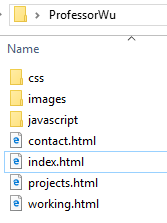 ProfessorWu
Name
css
images
javascript
contact.html
index.html
projects.html
working.html